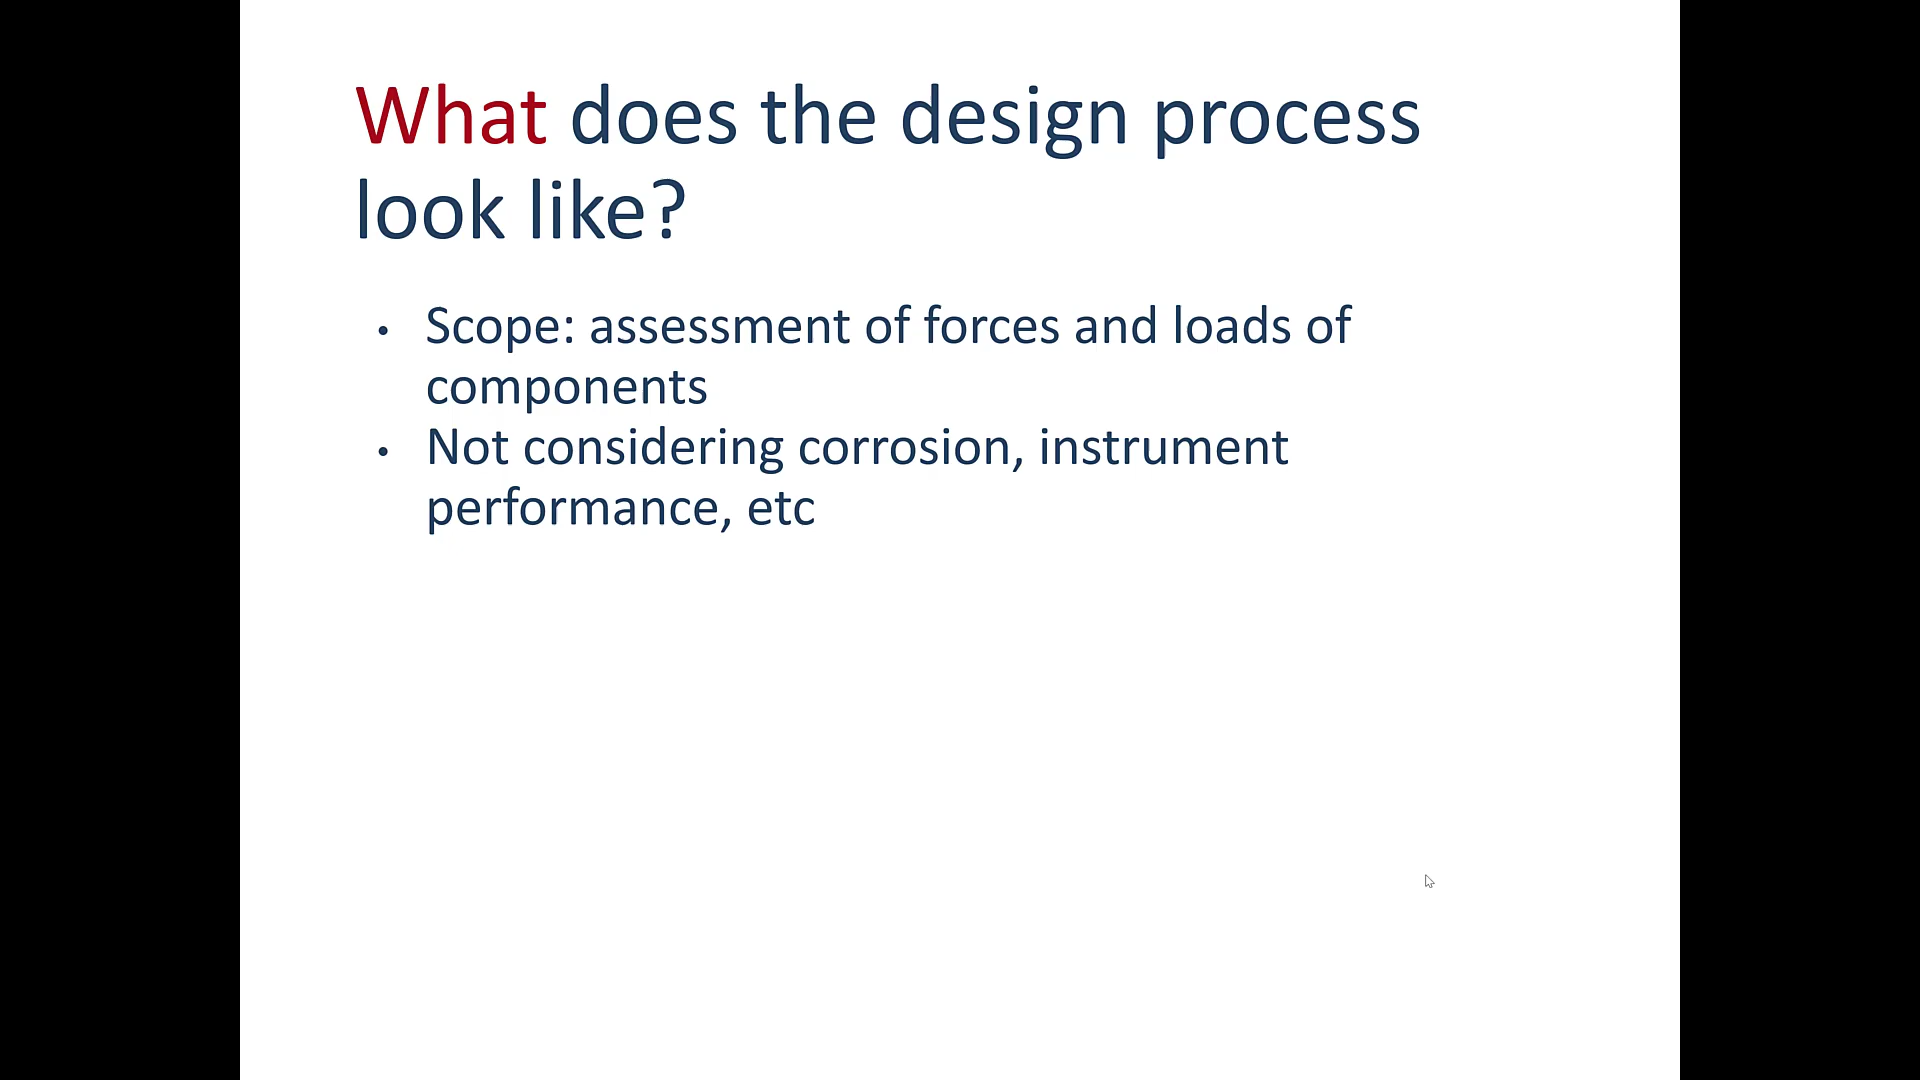 What does the design process
look like?
• Scope: assessment of forces and loads of
components
• Not considering corrosion, instrument
performance, etc